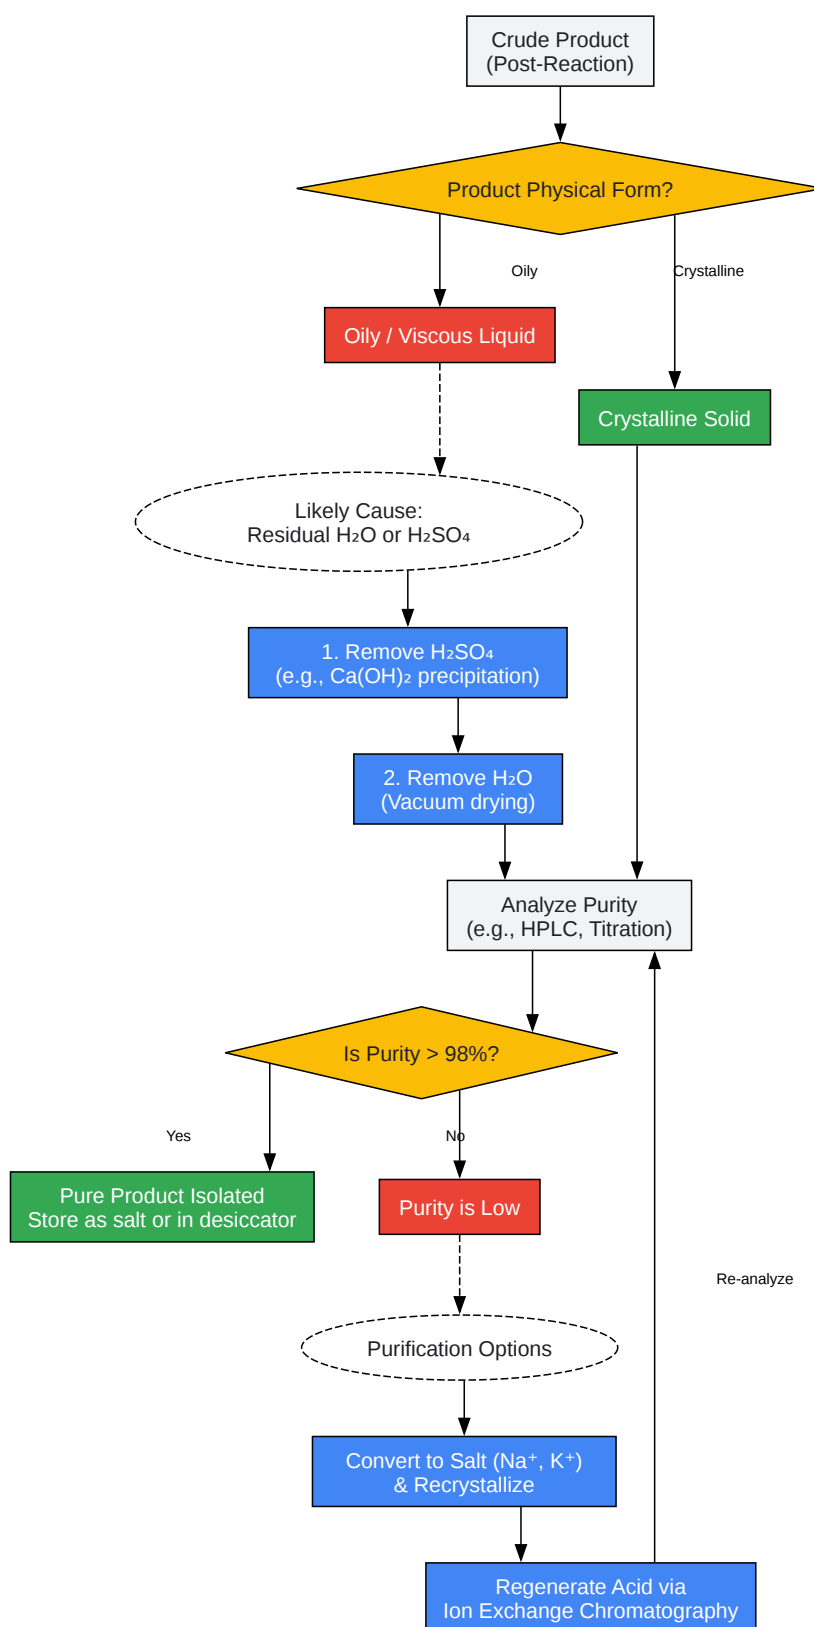 Crude Product
(Post-Reaction)
Product Physical Form?
Oily
Crystalline
Oily / Viscous Liquid
Crystalline Solid
Likely Cause:
Residual H₂O or H₂SO₄
1. Remove H₂SO₄
(e.g., Ca(OH)₂ precipitation)
2. Remove H₂O
(Vacuum drying)
Analyze Purity
(e.g., HPLC, Titration)
Is Purity > 98%?
Yes
No
Pure Product Isolated
Store as salt or in desiccator
Purity is Low
Re-analyze
Purification Options
Convert to Salt (Na⁺, K⁺)
& Recrystallize
Regenerate Acid via
Ion Exchange Chromatography